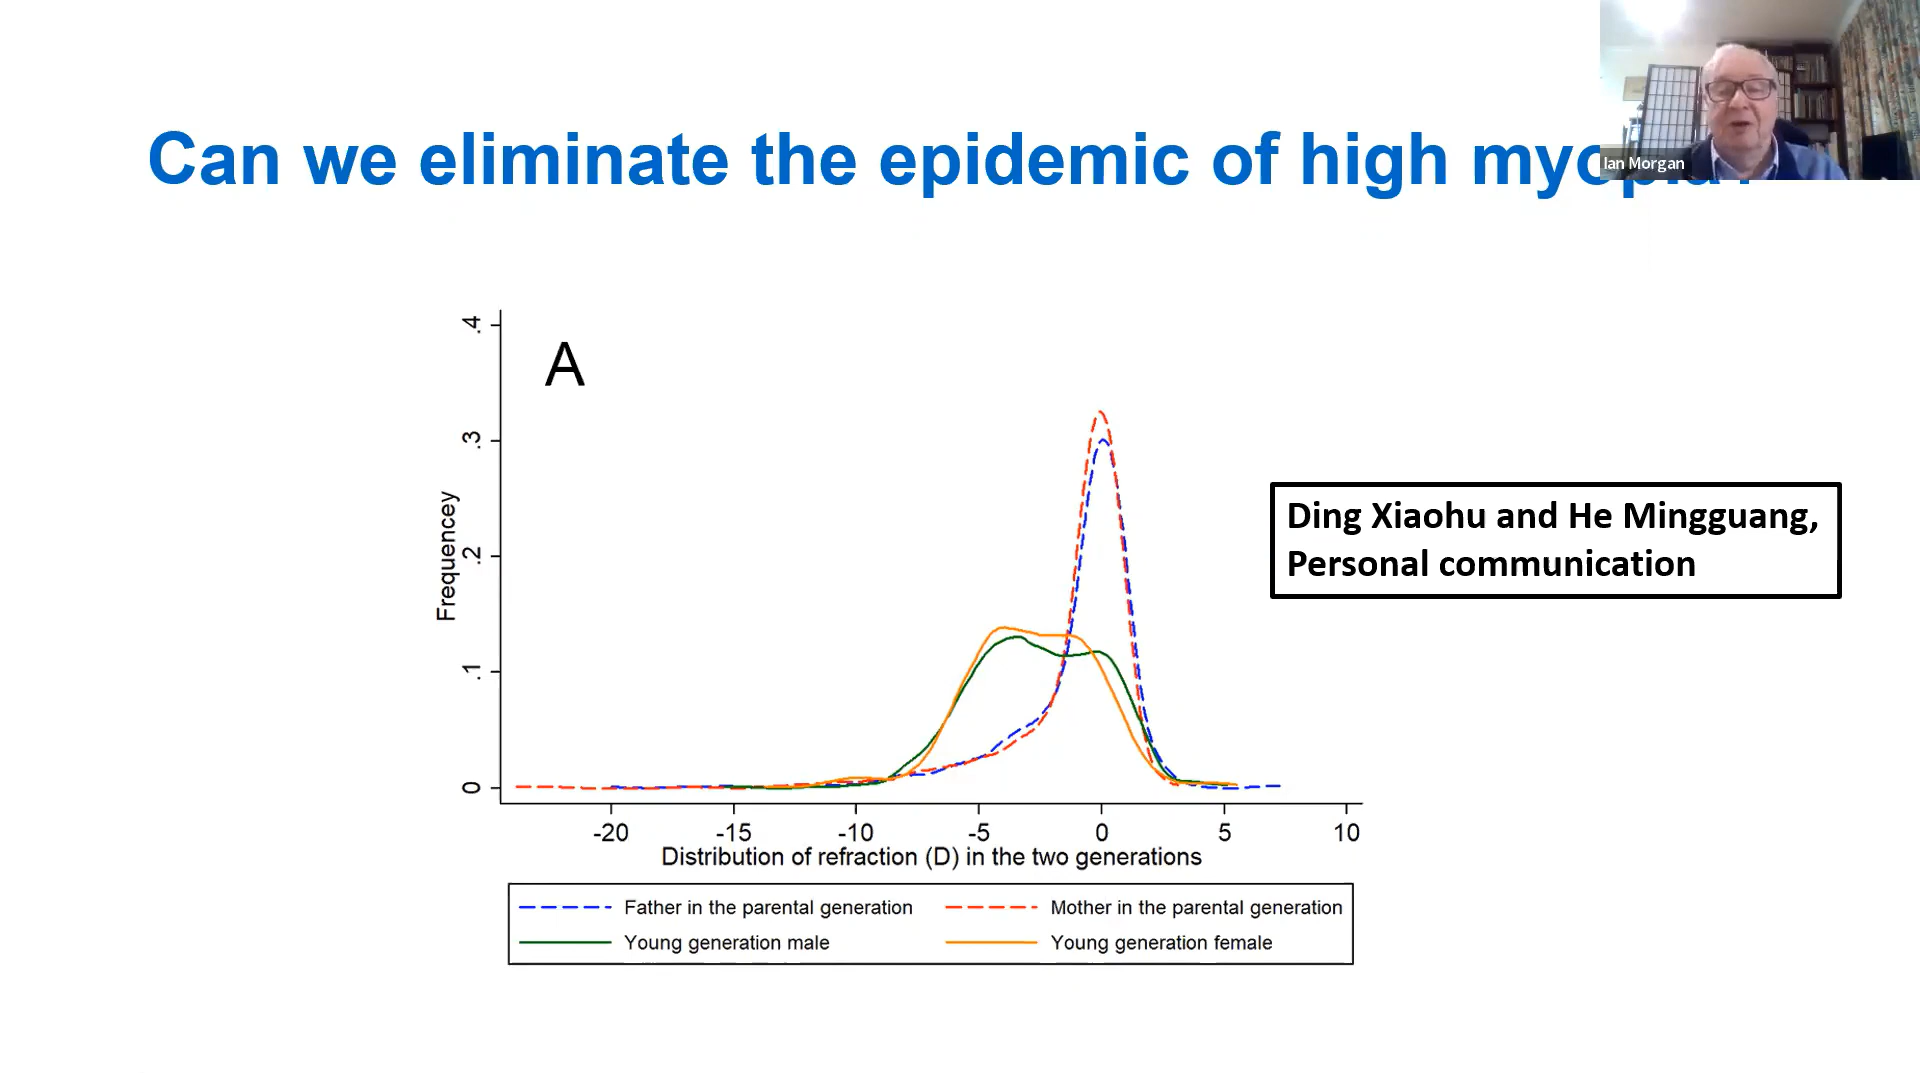 Can we eliminate the epidemic of high myopia?
Ian Morgan
A
.4
.3
.2
.1
0
Frequencey
-20 -15 -10 -5 0 5 10
Distribution of refraction (D) in the two generations
Father in the parental generation Mother in the parental generation
Young generation male Young generation female
Ding Xiaohu and He Mingguang,
Personal communication